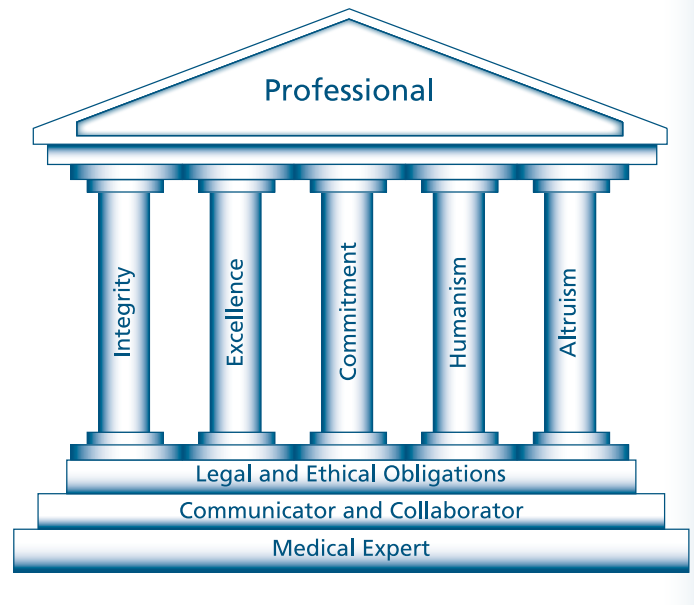 Professional
Integrity
Excellence
Commitment
Humanism
Altruism
Legal and Ethical Obligations
Communicator and Collaborator
Medical Expert